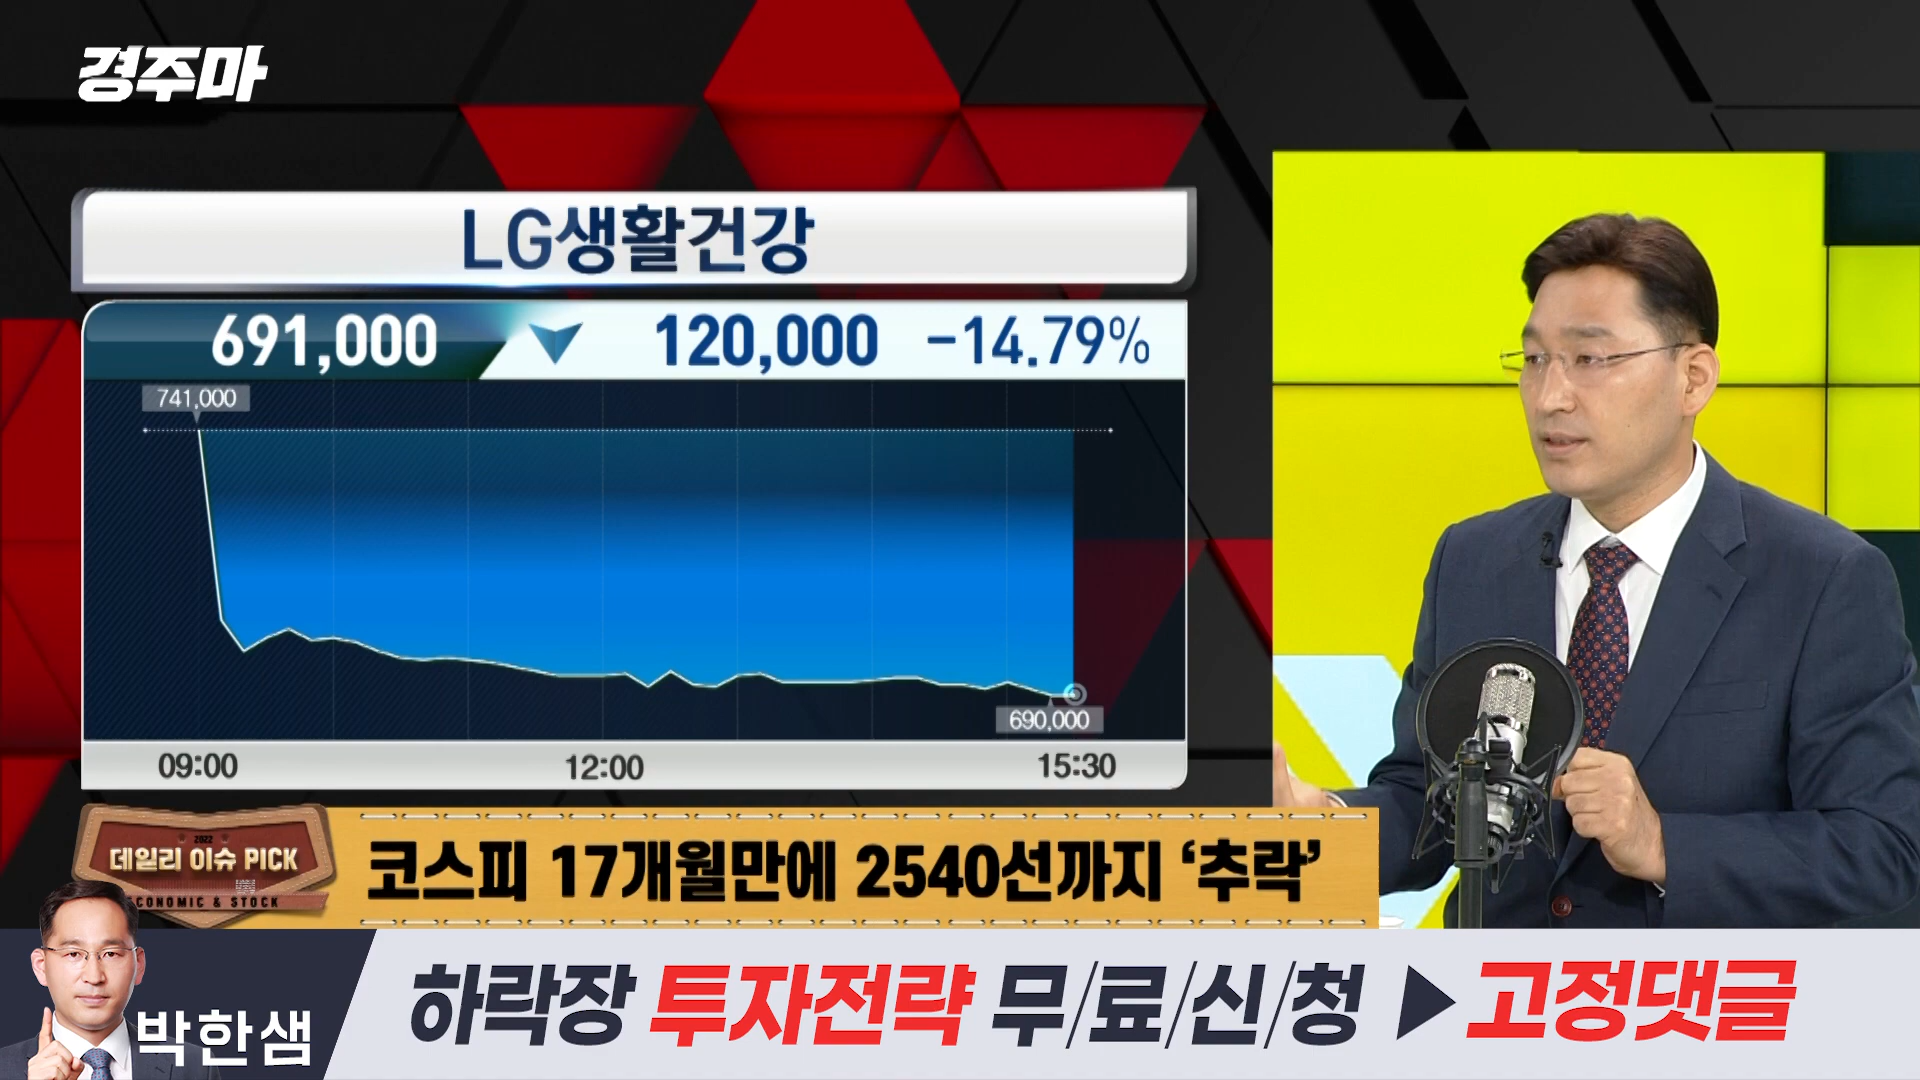 경주마
LG생활건강
691,000 ▼ 120,000 -14.79%
741,000
690,000
09:00 12:00 15:30
2022
데일리 이슈 PICK
ECONOMIC & STOCK
코스피 17개월만에 2540선까지 ‘추락’
박한샘
하락장 투자전략 무/료/신/청 ▶ 고정댓글